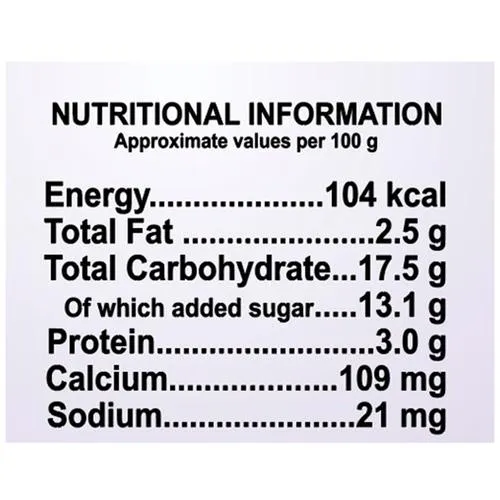 NUTRITIONAL INFORMATION
Approximate values per 100 g
Energy.....................104 kcal
Total Fat .......................2.5 g
Total Carbohydrate...17.5 g
Of which added sugar.....13.1 g
Protein..........................3.0 g
Calcium....................109 mg
Sodium.......................21 mg